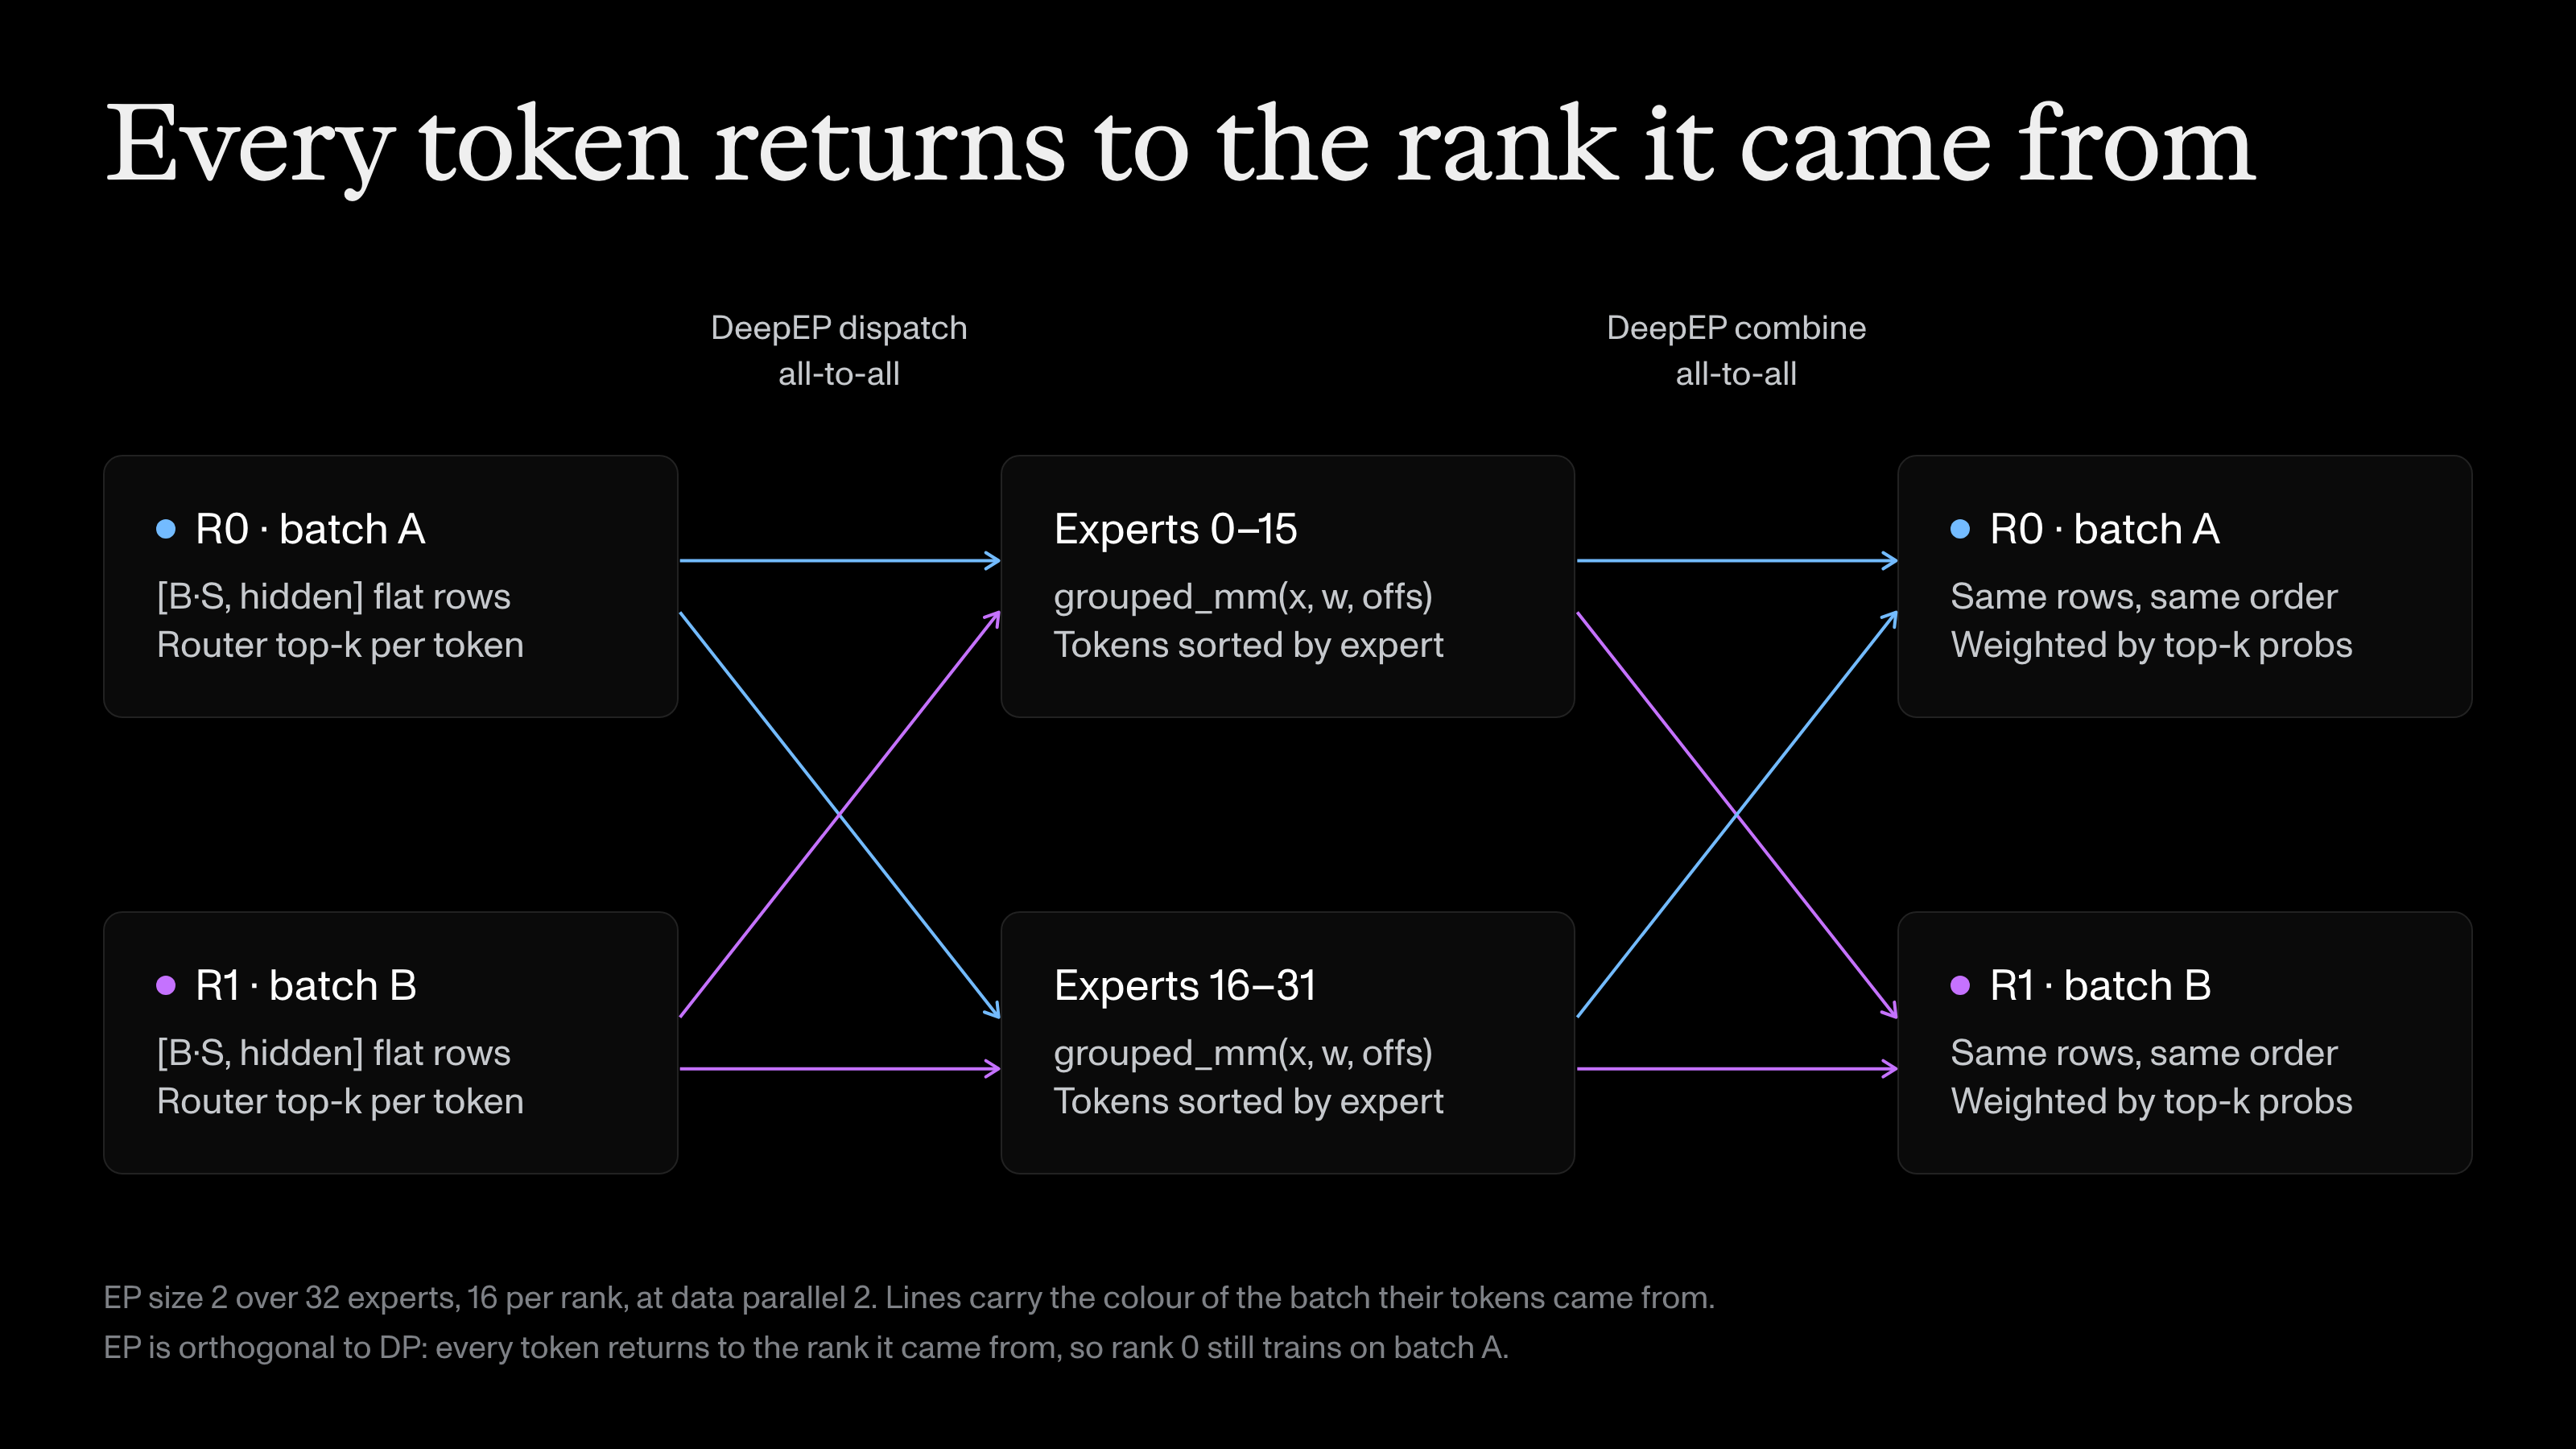 Every token returns to the rank it came from
DeepEP dispatch
all-to-all
DeepEP combine
all-to-all
R0 · batch A
[B·S, hidden] flat rows
Router top-k per token
Experts 0–15
grouped_mm(x, w, offs)
Tokens sorted by expert
R0 · batch A
Same rows, same order
Weighted by top-k probs
R1 · batch B
[B·S, hidden] flat rows
Router top-k per token
Experts 16–31
grouped_mm(x, w, offs)
Tokens sorted by expert
R1 · batch B
Same rows, same order
Weighted by top-k probs
EP size 2 over 32 experts, 16 per rank, at data parallel 2. Lines carry the colour of the batch their tokens came from.
EP is orthogonal to DP: every token returns to the rank it came from, so rank 0 still trains on batch A.